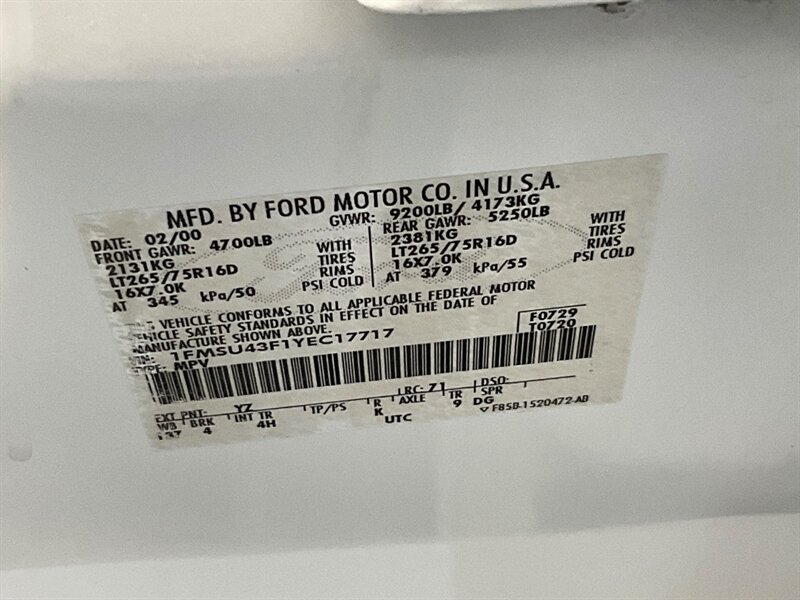 MFD. BY FORD MOTOR CO. IN U.S.A.
DATE: 02/00
GVWR: 9200LB/ 4173KG
FRONT GAWR: 4700LB
2131KG
LT265/75R16D
16X7.0K
AT 345 kPa/50
WITH
TIRES
RIMS
PSI COLD
REAR GAWR: 5250LB
2381KG
LT265/75R16D
16X7.0K
AT 379 kPa/55
WITH
TIRES
RIMS
PSI COLD
VEHICLE CONFORMS TO ALL APPLICABLE FEDERAL MOTOR
VEHICLE SAFETY STANDARDS IN EFFECT ON THE DATE OF
MANUFACTURE SHOWN ABOVE.
VIN: 1FMSU43F1YEC17717
TYPE: MPV
F0729
T0720
EXT PNT: YZ RC: 71 DSO:
WB BRK INT TR TP/PS R AXLE TR SPR
137 4 4H K 9 DG
UTC
F85B-1520472-AB